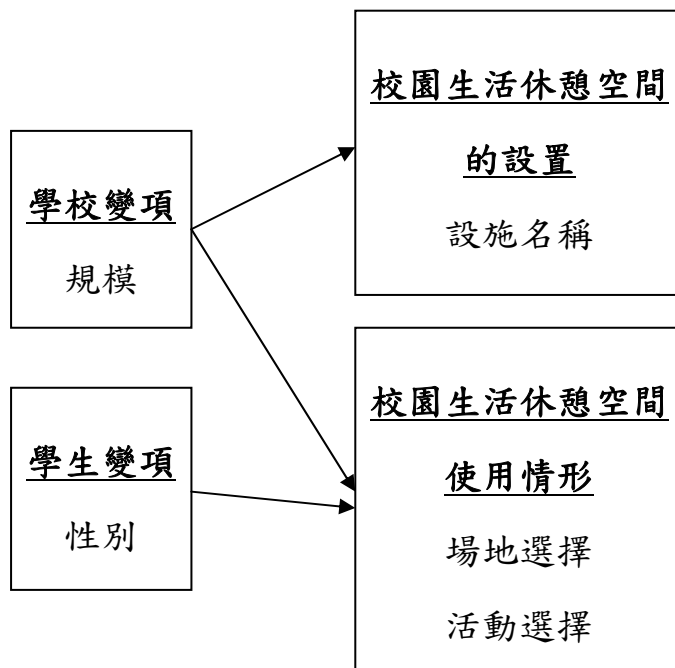 學校變項
規模
學生變項
性別
校園生活休憩空間
的設置
設施名稱
校園生活休憩空間
使用情形
場地選擇
活動選擇